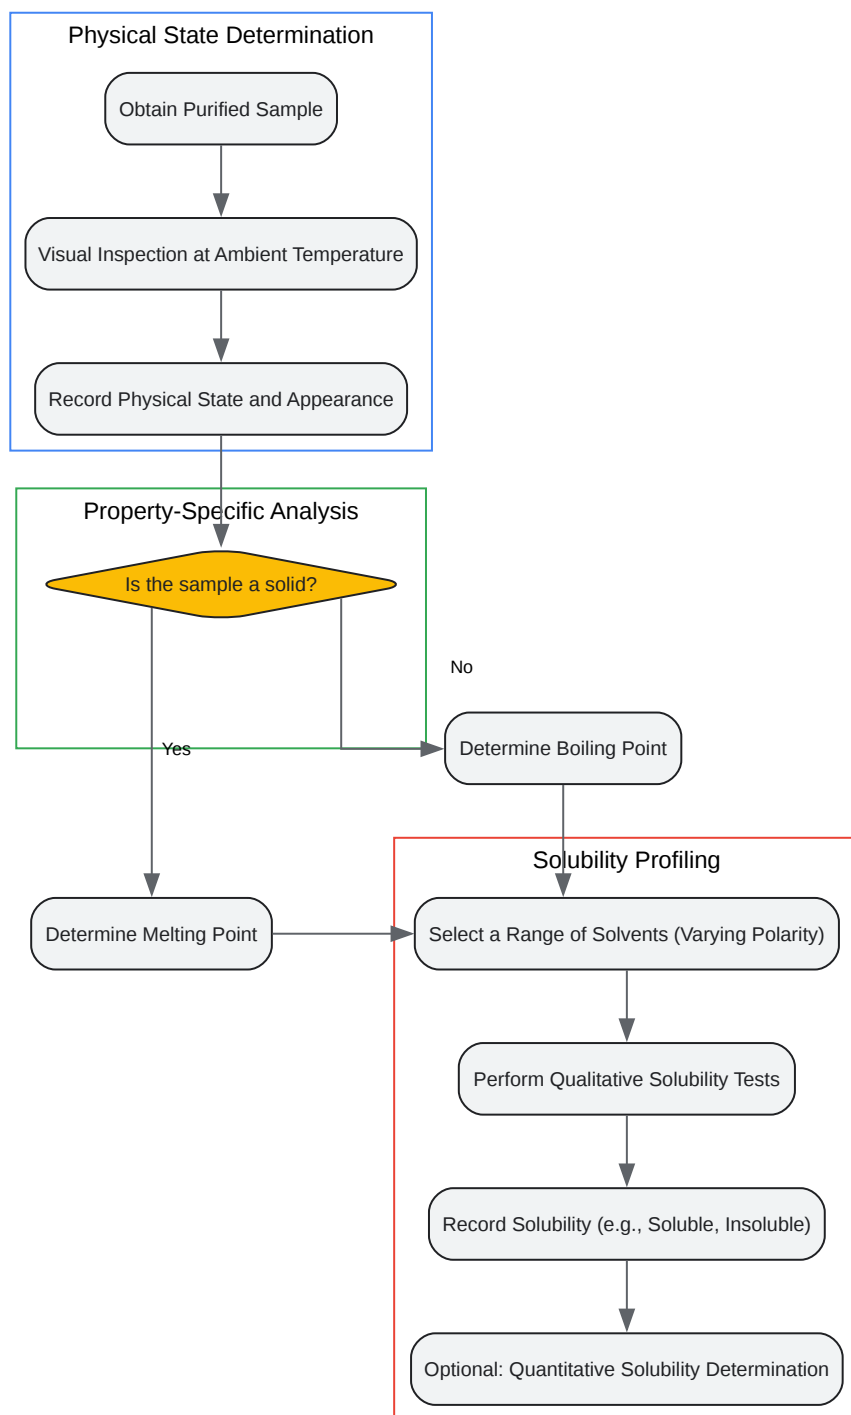 Physical State Determination
Obtain Purified Sample
Visual Inspection at Ambient Temperature
Record Physical State and Appearance
Property-Specific Analysis
Is the sample a solid?
No
Yes
Determine Boiling Point
Solubility Profiling
Determine Melting Point
Select a Range of Solvents (Varying Polarity)
Perform Qualitative Solubility Tests
Record Solubility (e.g., Soluble, Insoluble)
Optional: Quantitative Solubility Determination